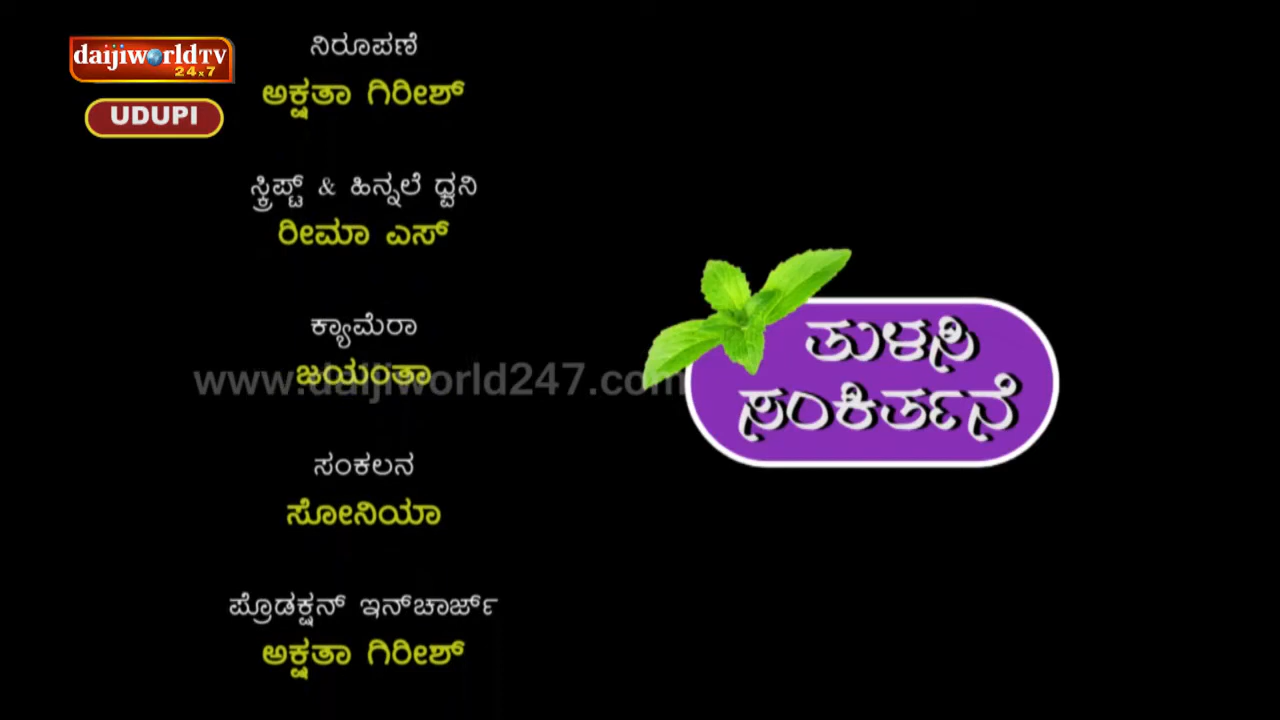 daijiworldTV
24x7
UDUPI
ನಿರೂಪಣೆ
ಅಕ್ಷತಾ ಗಿರೀಶ್
ಸ್ಕ್ರಿಪ್ಟ್ & ಹಿನ್ನಲೆ ಧ್ವನಿ
ರೀಮಾ ಎಸ್
ಕ್ಯಾಮೆರಾ
ಜಯಂತಾ
www.daijiworld247.com
ಸಂಕಲನ
ಸೋನಿಯಾ
ಪ್ರೊಡಕ್ಷನ್ ಇನ್‌ಚಾರ್ಜ್
ಅಕ್ಷತಾ ಗಿರೀಶ್
ತುಳಸಿ
ಸಂಕಿರ್ತನೆ